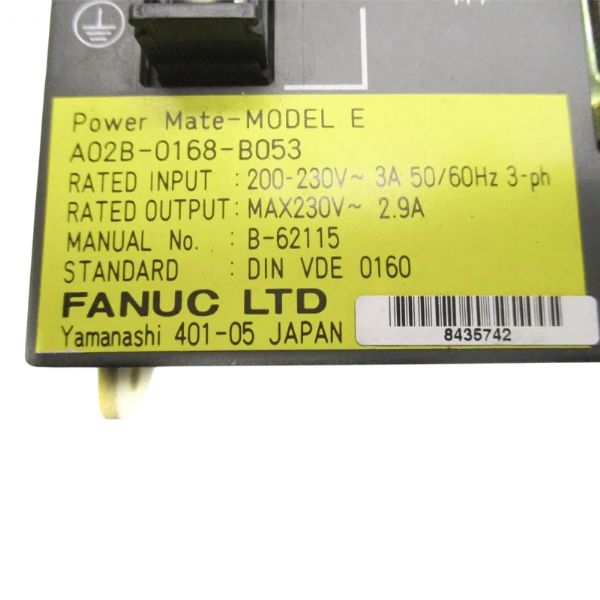 Power Mate-MODEL E
A02B-0168-B053
RATED INPUT : 200-230V~ 3A 50/60Hz 3-ph
RATED OUTPUT: MAX230V~ 2.9A
MANUAL No. : B-62115
STANDARD : DIN VDE 0160
FANUC LTD
Yamanashi 401-05 JAPAN
8435742